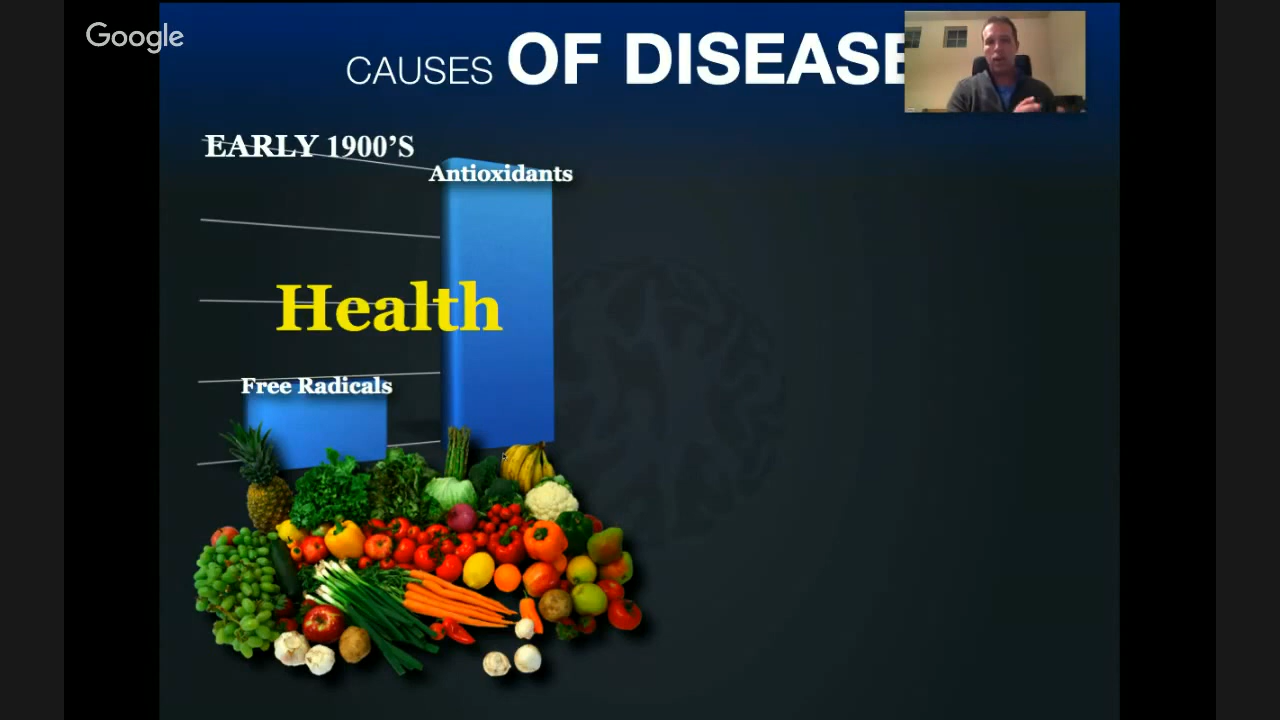 Google
CAUSES OF DISEASE
EARLY 1900'S
Antioxidants
Health
Free Radicals